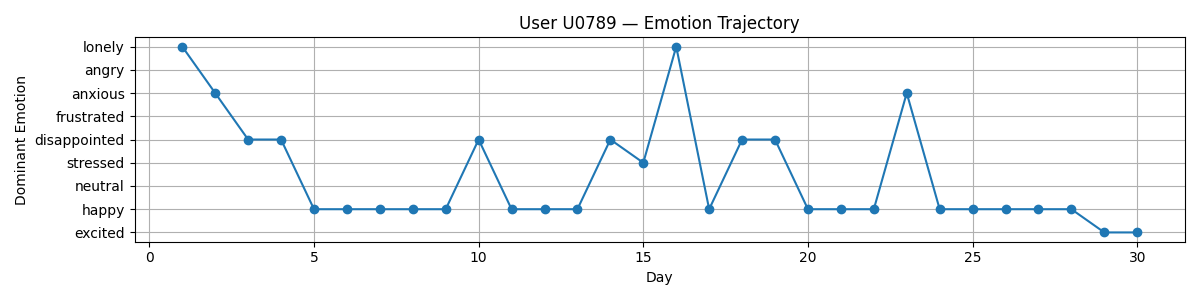 User U0789 — Emotion Trajectory
Dominant Emotion
lonely
angry
anxious
frustrated
disappointed
stressed
neutral
happy
excited
0 5 10 15 20 25 30
Day